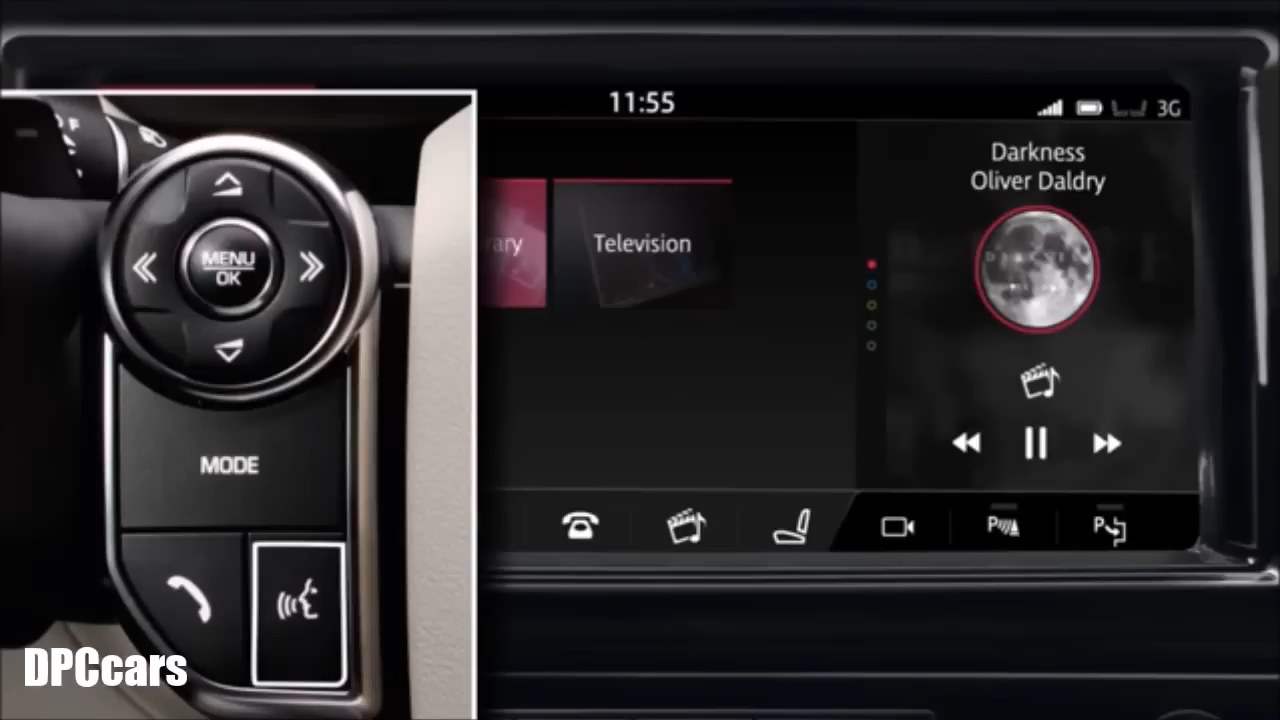 11:55
3G
Darkness
Oliver Daldry
Television
MENU
OK
MODE
DPCcars